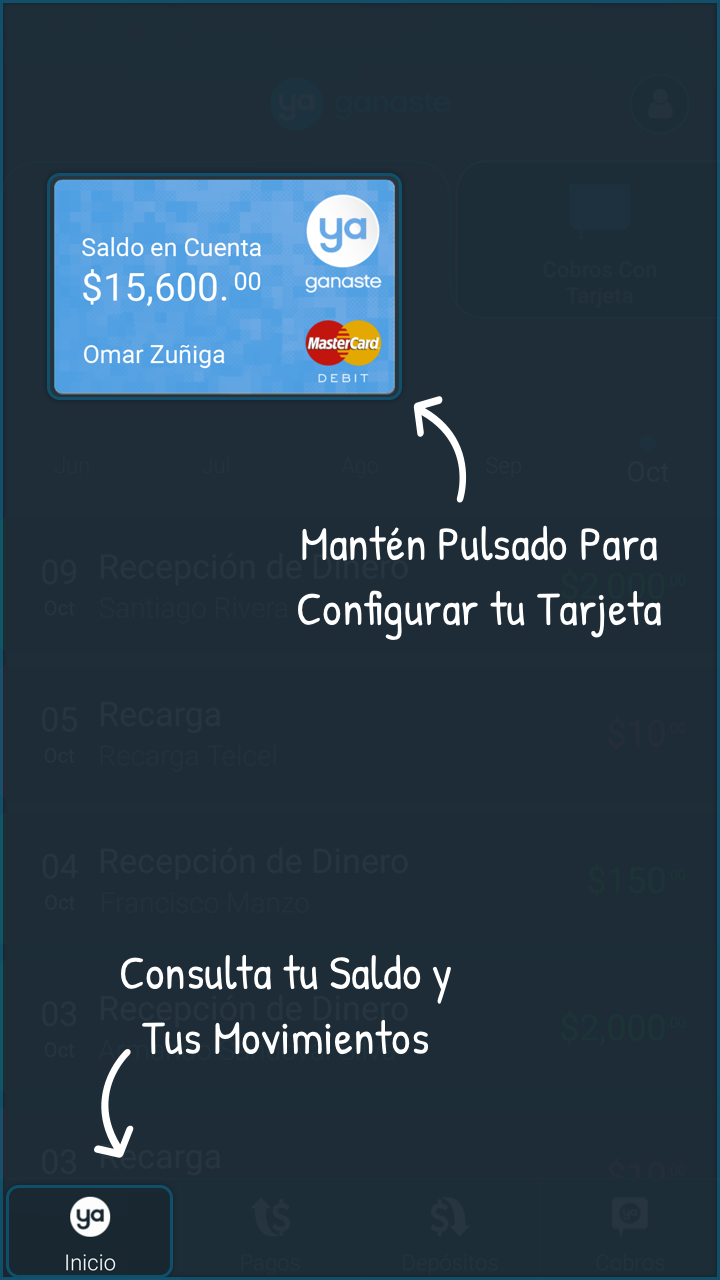 ya ganaste
Cobros Con
Tarjeta
Saldo en Cuenta
$15,600.00
ya
ganaste
Omar Zuñiga
MasterCard
DEBIT
Jun Jul Ago Sep Oct
Mantén Pulsado Para
Configurar tu Tarjeta
09 Recepción de Dinero $2,000.00
Oct Santiago Rivera
05 Recarga $10.00
Oct Recarga Telcel
04 Recepción de Dinero $150.00
Oct Francisco Manzo
Consulta tu Saldo y
Tus Movimientos
03 Recepción de Dinero $2,000.00
Oct
03 Recarga
ya
Inicio Pagos Depósitos Cobros